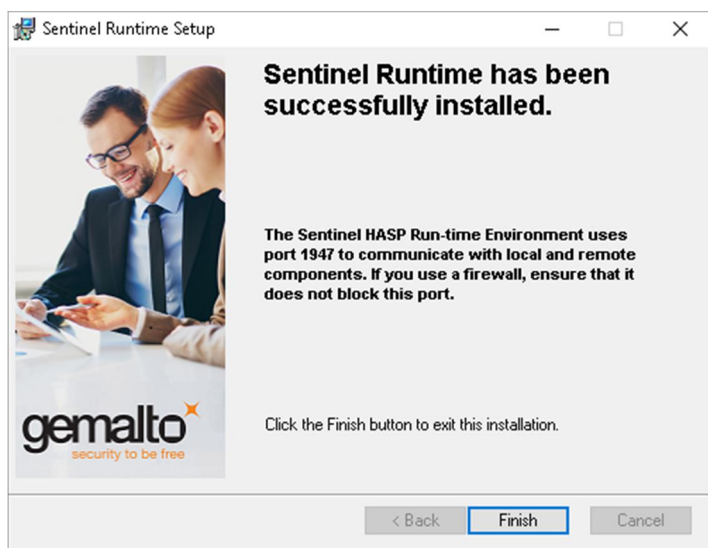 Sentinel Runtime Setup
Sentinel Runtime has been
successfully installed.
The Sentinel HASP Run-time Environment uses
port 1947 to communicate with local and remote
components. If you use a firewall, ensure that it
does not block this port.
gemalto
security to be free
Click the Finish button to exit this installation.
< Back
Finish
Cancel